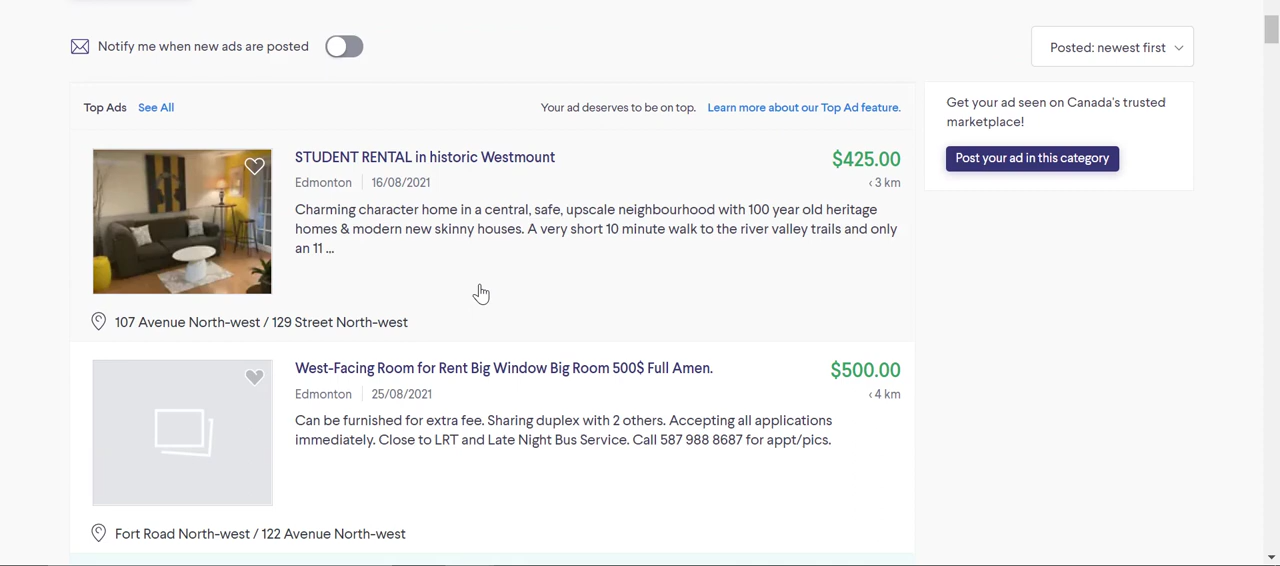 Notify me when new ads are posted
Posted: newest first
Top Ads See All Your ad deserves to be on top. Learn more about our Top Ad feature.
Get your ad seen on Canada's trusted
marketplace!
Post your ad in this category
STUDENT RENTAL in historic Westmount $425.00
Edmonton 16/08/2021 < 3 km
Charming character home in a central, safe, upscale neighbourhood with 100 year old heritage
homes & modern new skinny houses. A very short 10 minute walk to the river valley trails and only
an 11 ...
107 Avenue North-west / 129 Street North-west
West-Facing Room for Rent Big Window Big Room 500$ Full Amen. $500.00
Edmonton 25/08/2021 < 4 km
Can be furnished for extra fee. Sharing duplex with 2 others. Accepting all applications
immediately. Close to LRT and Late Night Bus Service. Call 587 988 8687 for appt/pics.
Fort Road North-west / 122 Avenue North-west